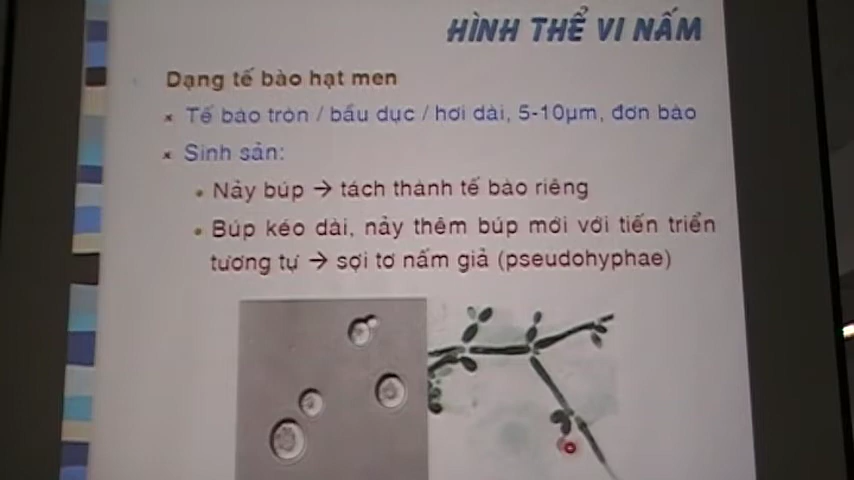 HÌNH THỂ VI NẤM
Dạng tế bào hạt men
× Tế bào tròn / bầu dục / hơi dài, 5-10µm, đơn bào
× Sinh sản:
• Nảy búp → tách thành tế bào riêng
• Búp kéo dài, nảy thêm búp mới với tiến triển
tương tự → sợi tơ nấm giả (pseudohyphae)